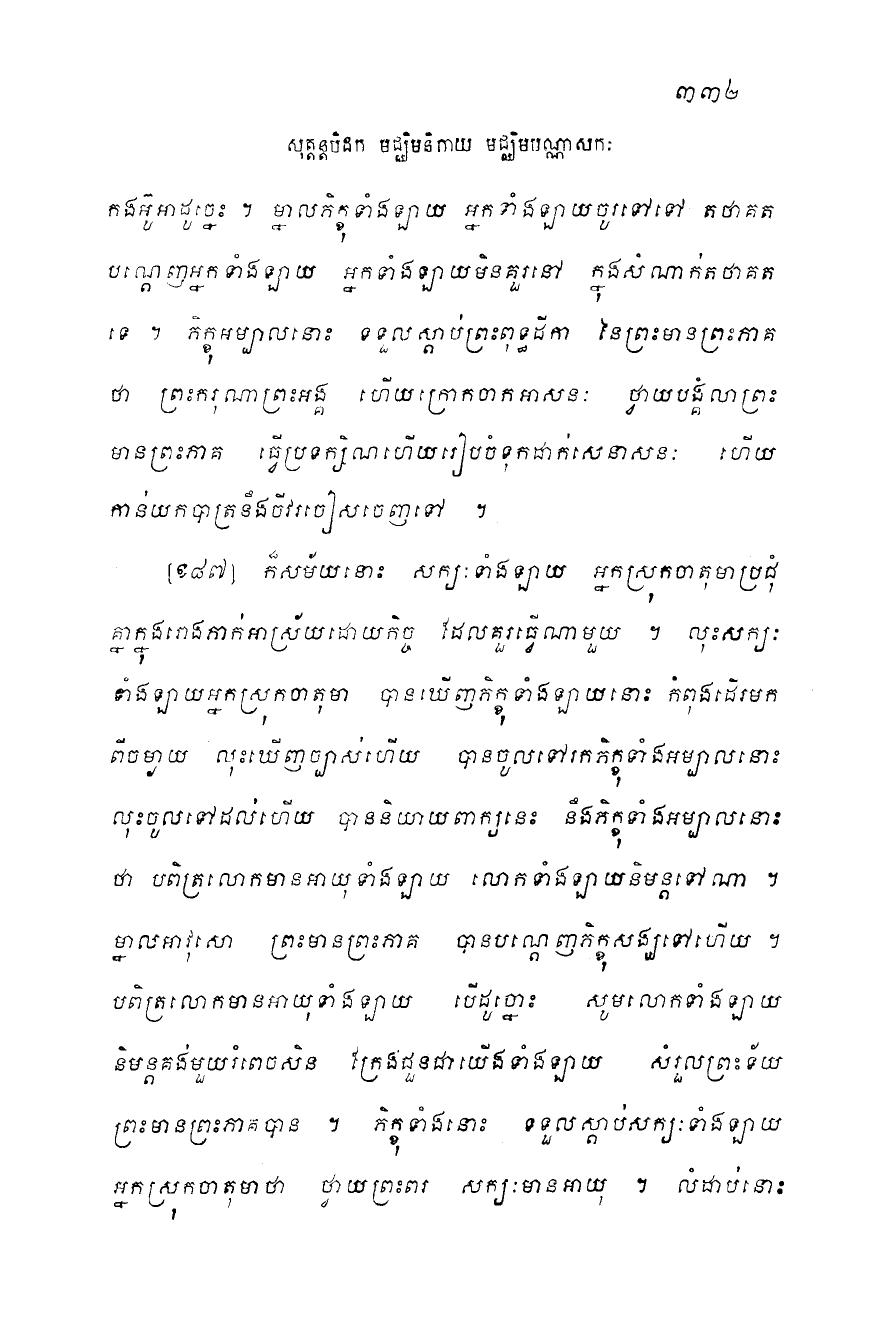 ៣៣២
សុត្តន្តបិដក មជ្ឈិមនិកាយ មជ្ឈិមបណ្ណាសកៈ
កងអ៊ូអាដូច្នេះ ។ ម្នាលភិក្ខុទាំងឡាយ អ្នកទាំងឡាយចូរទៅទៅ តថាគត
បណ្តេញអ្នកទាំងឡាយ អ្នកទាំងឡាយមិនគួរនៅ ក្នុងសំណាក់តថាគត
ទេ ។ ភិក្ខុអម្បាលនោះ ទទួលស្តាប់ព្រះពុទ្ធដីកា នៃព្រះមានព្រះភាគ
ថា ព្រះករុណាព្រះអង្គ ហើយក្រោកចាកអាសនៈ ថ្វាយបង្គំលាព្រះ
មានព្រះភាគ ធ្វើប្រទក្សិណហើយរៀបចំទុកដាក់សេនាសនៈ ហើយ
កាន់យកបាត្រនឹងចីវរចៀសចេញទៅ ។
[១៨៧] ក៏សម័យនោះ សក្យៈទាំងឡាយ អ្នកស្រុកចាតុមាប្រជុំ
គ្នាក្នុងរោងភាក់អាស្រ័យដោយកិច្ច ដែលគួរធ្វើណាមួយ ។ លុះសក្យៈ
ទាំងឡាយអ្នកស្រុកចាតុមា បានឃើញភិក្ខុទាំងឡាយនោះ កំពុងដើរមក
ពីចម្ងាយ លុះឃើញច្បាស់ហើយ បានចូលទៅរកភិក្ខុទាំងអម្បាលនោះ
លុះចូលទៅដល់ហើយ បាននិយាយពាក្យនេះ នឹងភិក្ខុទាំងអម្បាលនោះ
ថា បពិត្រលោកមានអាយុទាំងឡាយ លោកទាំងឡាយនិមន្តទៅណា ។
ម្នាលអាវុសោ ព្រះមានព្រះភាគ បានបណ្តេញភិក្ខុសង្ឃទៅហើយ ។
បពិត្រលោកមានអាយុទាំងឡាយ បើដូច្នោះ សូមលោកទាំងឡាយ
និមន្តគង់មួយរំពេចសិន ក្រែងជួនជាយើងទាំងឡាយ សំរួលព្រះទ័យ
ព្រះមានព្រះភាគបាន ។ ភិក្ខុទាំងនោះ ទទួលស្តាប់សក្យៈទាំងឡាយ
អ្នកស្រុកចាតុមាថា ថ្វាយព្រះពរ សក្យៈមានអាយុ ។ លំដាប់នោះ